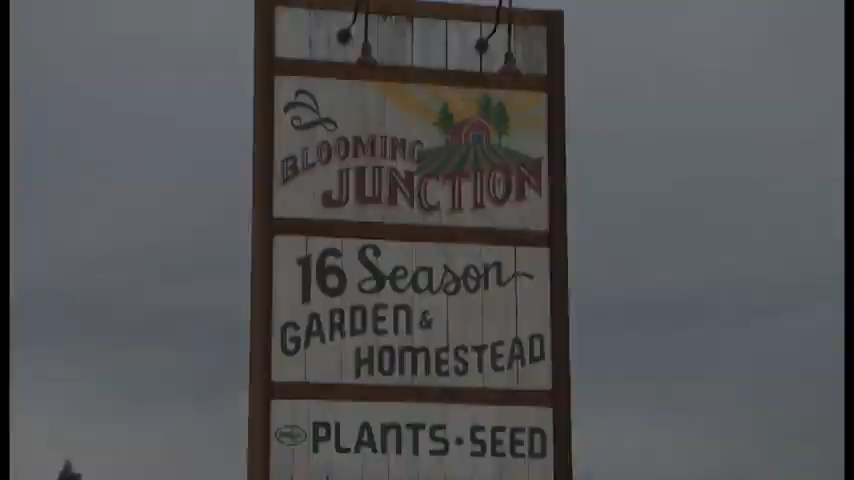 BLOOMING
JUNCTION
16 Season
GARDEN &
HOMESTEAD
PLANTS • SEED